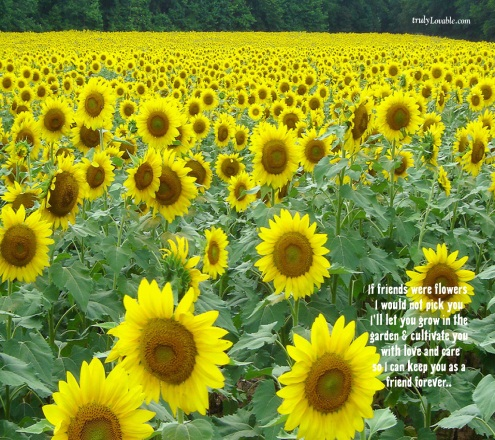 trulyLovable.com
If friends were flowers
I would not pick you
i'll let you grow in the
garden & cultivate you
with love and care
so I can keep you as a
friend forever..